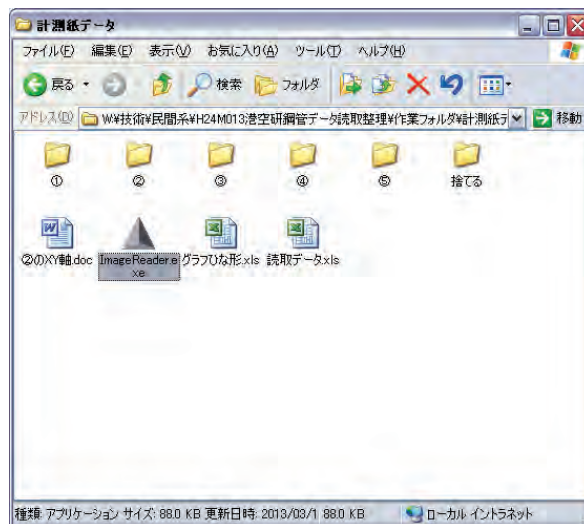 計測紙データ
ファイル(F) 編集(E) 表示(V) お気に入り(A) ツール(T) ヘルプ(H)
戻る 検索 フォルダ
アドレス(D) W:¥技術¥民間系¥H24M013港空研鋼管データ読取整理¥作業フォルダ¥計測紙デ 移動
① ② ③ ④ ⑤ 捨てる
②のXY軸.doc ImageReader.exe グラフひな形.xls 読取データ.xls
種類: アプリケーション サイズ: 88.0 KB 更新日時: 2013/03/1 88.0 KB ローカル イントラネット